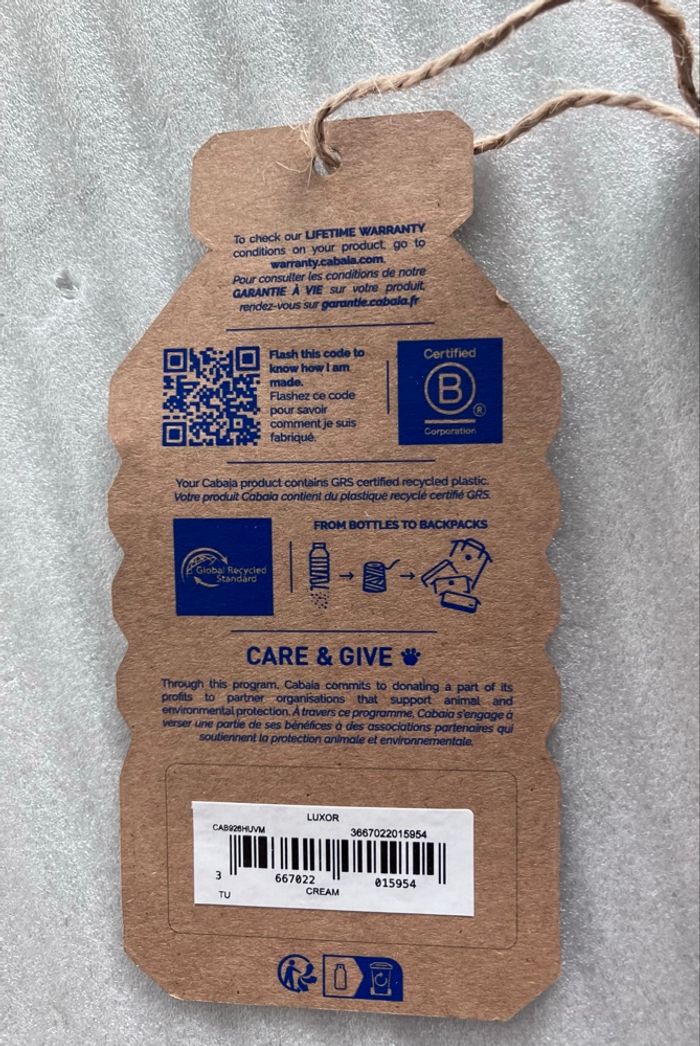 To check our LIFETIME WARRANTY
conditions on your product, go to
warranty.cabaia.com.
Pour consulter les conditions de notre
GARANTIE À VIE sur votre produit,
rendez-vous sur garantie.cabaia.fr
Flash this code to
know how I am
made.
Flashez ce code
pour savoir
comment je suis
fabriqué.
Certified
B
®
Corporation
Your Cabaia product contains GRS certified recycled plastic.
Votre produit Cabaia contient du plastique recyclé certifié GRS.
Global Recycled
Standard
FROM BOTTLES TO BACKPACKS
CARE & GIVE
Through this program, Cabaia commits to donating a part of its
profits to partner organisations that support animal and
environmental protection. À travers ce programme, Cabaia s'engage à
verser une partie de ses bénéfices à des associations partenaires qui
soutiennent la protection animale et environnementale.
LUXOR
CAB926HUVM 3667022015954
3 667022 015954
TU CREAM